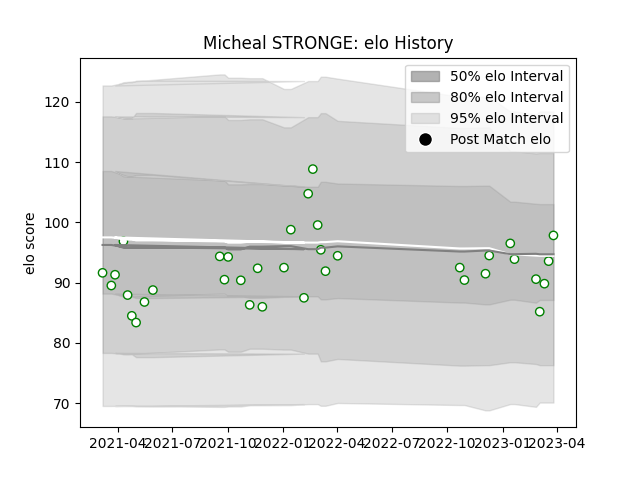 Micheal STRONGE: elo History
50% elo Interval
80% elo Interval
95% elo Interval
Post Match elo
elo score
120
110
100
90
80
70
2021-04 2021-07 2021-10 2022-01 2022-04 2022-07 2022-10 2023-01 2023-04